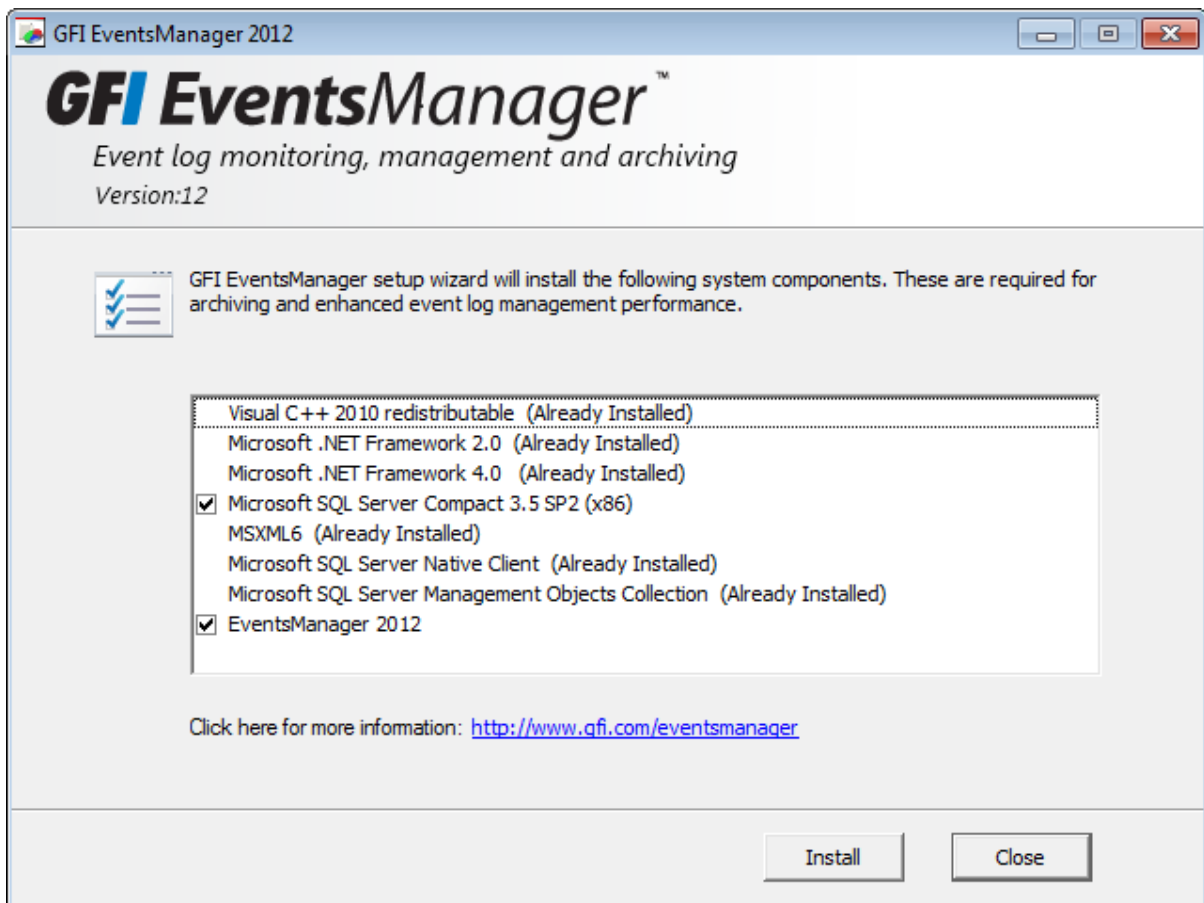 GFI EventsManager 2012
GFI EventsManager™
Event log monitoring, management and archiving
Version:12
GFI EventsManager setup wizard will install the following system components. These are required for
archiving and enhanced event log management performance.
Visual C++ 2010 redistributable (Already Installed)
Microsoft .NET Framework 2.0 (Already Installed)
Microsoft .NET Framework 4.0 (Already Installed)
Microsoft SQL Server Compact 3.5 SP2 (x86)
MSXML6 (Already Installed)
Microsoft SQL Server Native Client (Already Installed)
Microsoft SQL Server Management Objects Collection (Already Installed)
EventsManager 2012
Click here for more information: http://www.gfi.com/eventsmanager
Install Close